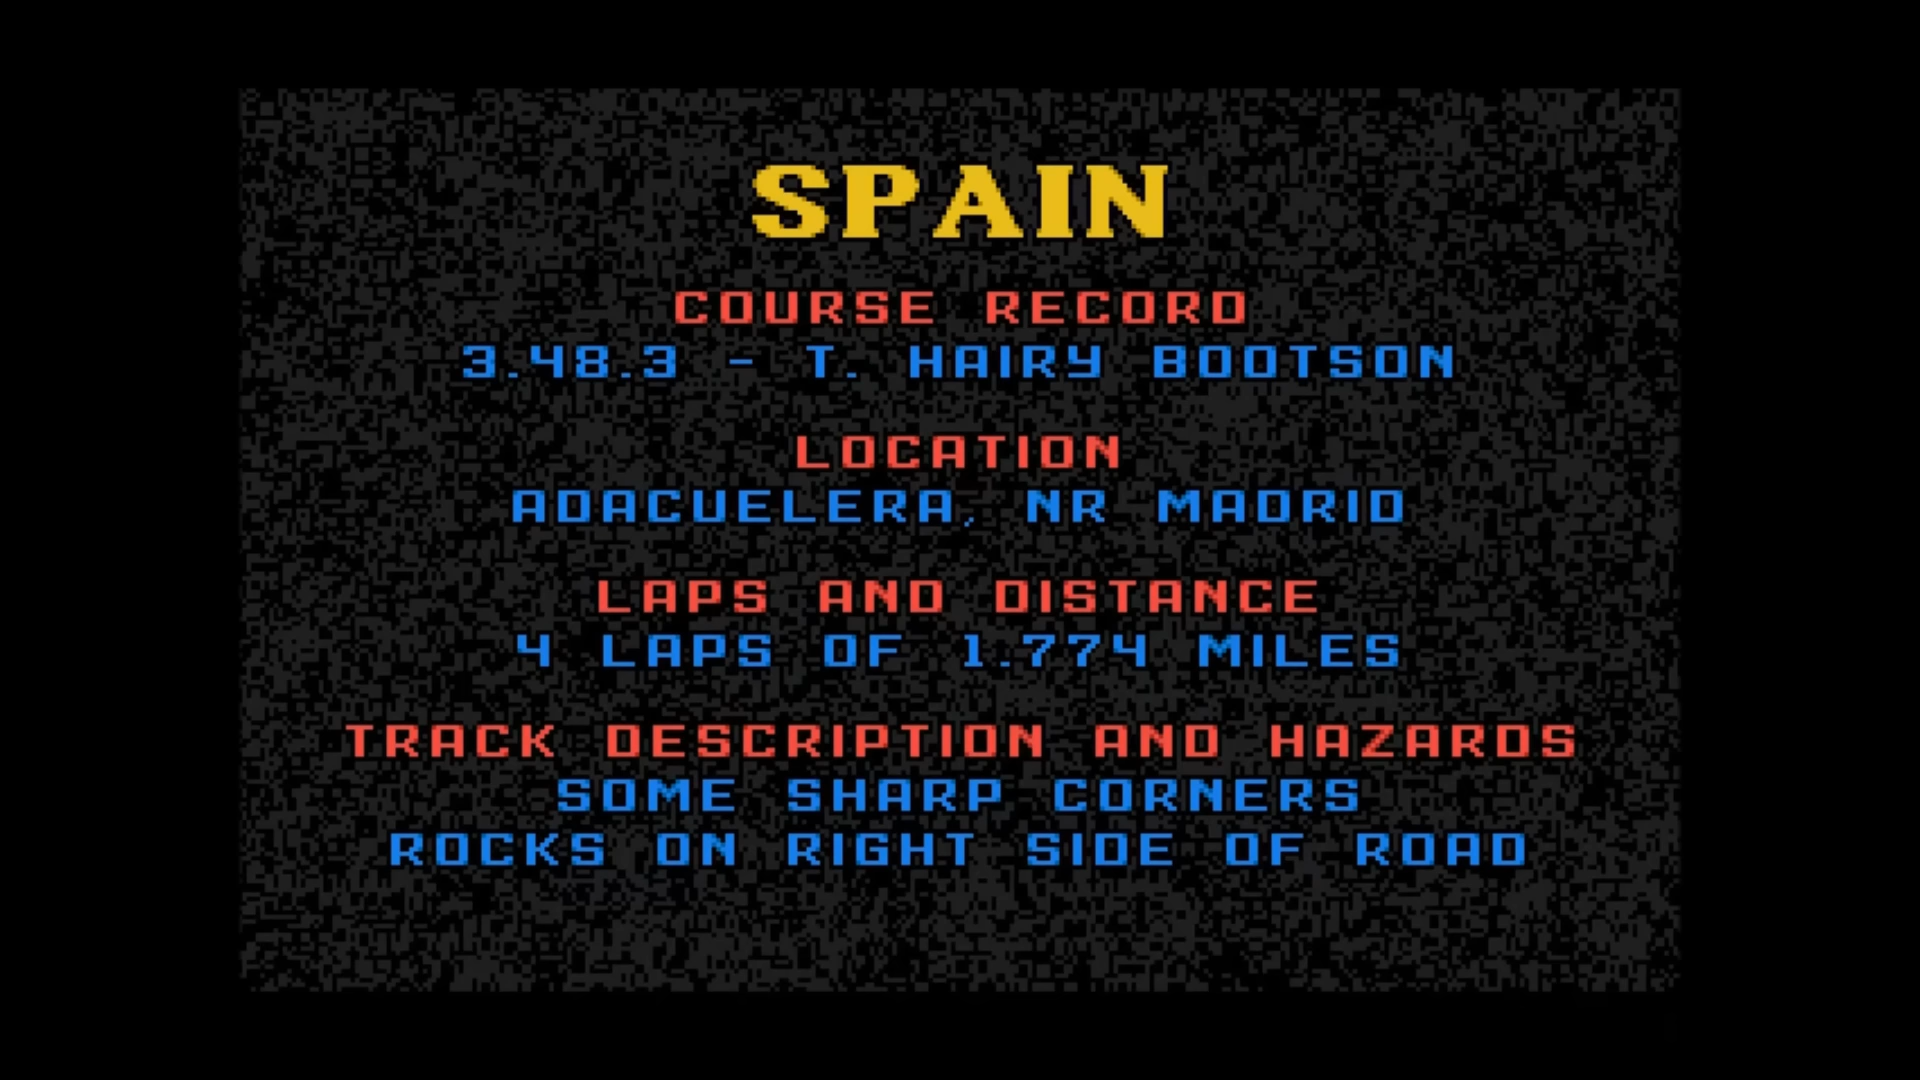 SPAIN
COURSE RECORD
3.48.3 - T. HAIRY BOOTSON
LOCATION
ADACUELERA, NR MADRID
LAPS AND DISTANCE
4 LAPS OF 1.774 MILES
TRACK DESCRIPTION AND HAZARDS
SOME SHARP CORNERS
ROCKS ON RIGHT SIDE OF ROAD